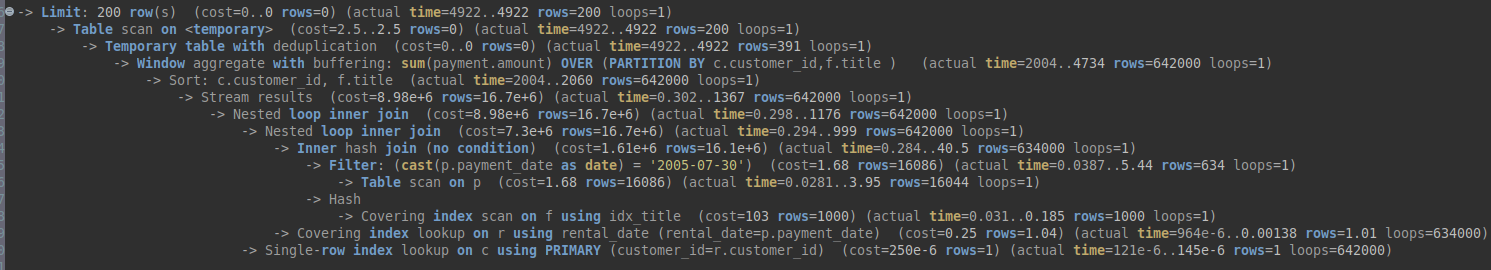 -> Limit: 200 row(s)  (cost=0..0 rows=0) (actual time=4922..4922 rows=200 loops=1)
-> Table scan on <temporary>  (cost=2.5..2.5 rows=0) (actual time=4922..4922 rows=200 loops=1)
-> Temporary table with deduplication  (cost=0..0 rows=0) (actual time=4922..4922 rows=391 loops=1)
-> Window aggregate with buffering: sum(payment.amount) OVER (PARTITION BY c.customer_id,f.title )   (actual time=2004..4734 rows=642000 loops=1)
-> Sort: c.customer_id, f.title  (actual time=2004..2060 rows=642000 loops=1)
-> Stream results  (cost=8.98e+6 rows=16.7e+6) (actual time=0.302..1367 rows=642000 loops=1)
-> Nested loop inner join  (cost=8.98e+6 rows=16.7e+6) (actual time=0.298..1176 rows=642000 loops=1)
-> Nested loop inner join  (cost=7.3e+6 rows=16.7e+6) (actual time=0.294..999 rows=642000 loops=1)
-> Inner hash join (no condition)  (cost=1.61e+6 rows=16.1e+6) (actual time=0.284..40.5 rows=634000 loops=1)
-> Filter: (cast(p.payment_date as date) = '2005-07-30')  (cost=1.68 rows=16086) (actual time=0.0387..5.44 rows=634 loops=1)
-> Table scan on p  (cost=1.68 rows=16086) (actual time=0.0281..3.95 rows=16044 loops=1)
-> Hash
-> Covering index scan on f using idx_title  (cost=103 rows=1000) (actual time=0.031..0.185 rows=1000 loops=1)
-> Covering index lookup on r using rental_date (rental_date=p.payment_date)  (cost=0.25 rows=1.04) (actual time=964e-6..0.00138 rows=1.01 loops=634000)
-> Single-row index lookup on c using PRIMARY (customer_id=r.customer_id)  (cost=250e-6 rows=1) (actual time=121e-6..145e-6 rows=1 loops=642000)